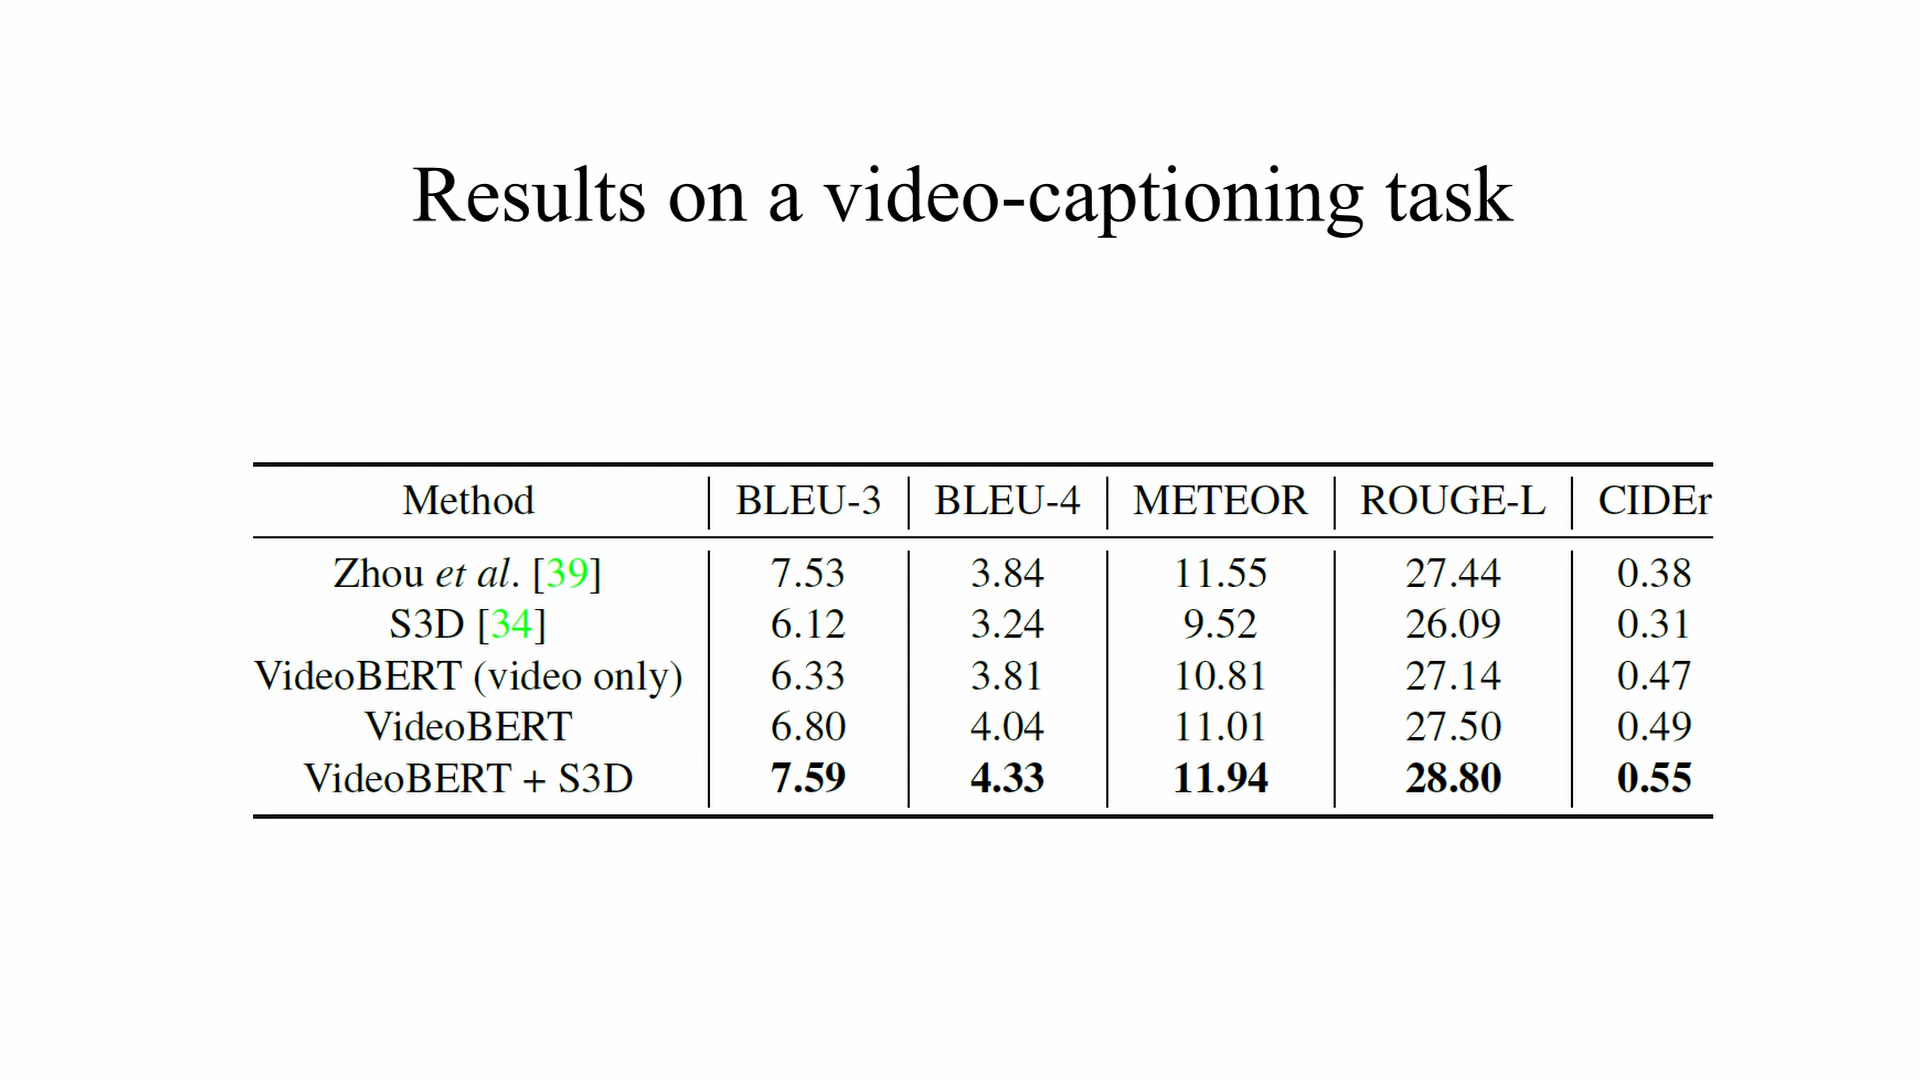 Results on a video-captioning task
Method BLEU-3 BLEU-4 METEOR ROUGE-L CIDEr
Zhou et al. [39] 7.53 3.84 11.55 27.44 0.38
S3D [34] 6.12 3.24 9.52 26.09 0.31
VideoBERT (video only) 6.33 3.81 10.81 27.14 0.47
VideoBERT 6.80 4.04 11.01 27.50 0.49
VideoBERT + S3D 7.59 4.33 11.94 28.80 0.55